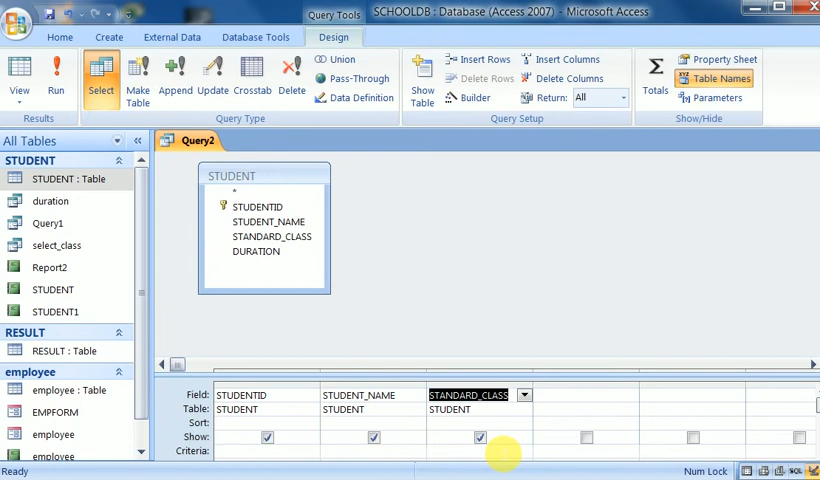 Query Tools
SCHOOLDB : Database (Access 2007) - Microsoft Access
Home
Create
External Data
Database Tools
Design
View
Run
Select
Make Table
Append
Update
Crosstab
Delete
Union
Pass-Through
Data Definition
Show Table
Insert Rows
Delete Rows
Builder
Insert Columns
Delete Columns
Return: All
Totals
Property Sheet
Table Names
Parameters
Results
Query Type
Query Setup
Show/Hide
All Tables
Query2
STUDENT
STUDENT : Table
duration
Query1
select_class
Report2
STUDENT
STUDENT1
RESULT
RESULT : Table
employee
employee : Table
EMPFORM
employee
employee
STUDENT
*
STUDENTID
STUDENT_NAME
STANDARD_CLASS
DURATION
Field: STUDENTID STUDENT_NAME STANDARD_CLASS
Table: STUDENT STUDENT STUDENT
Sort:
Show:
Criteria:
Ready
Num Lock
SQL